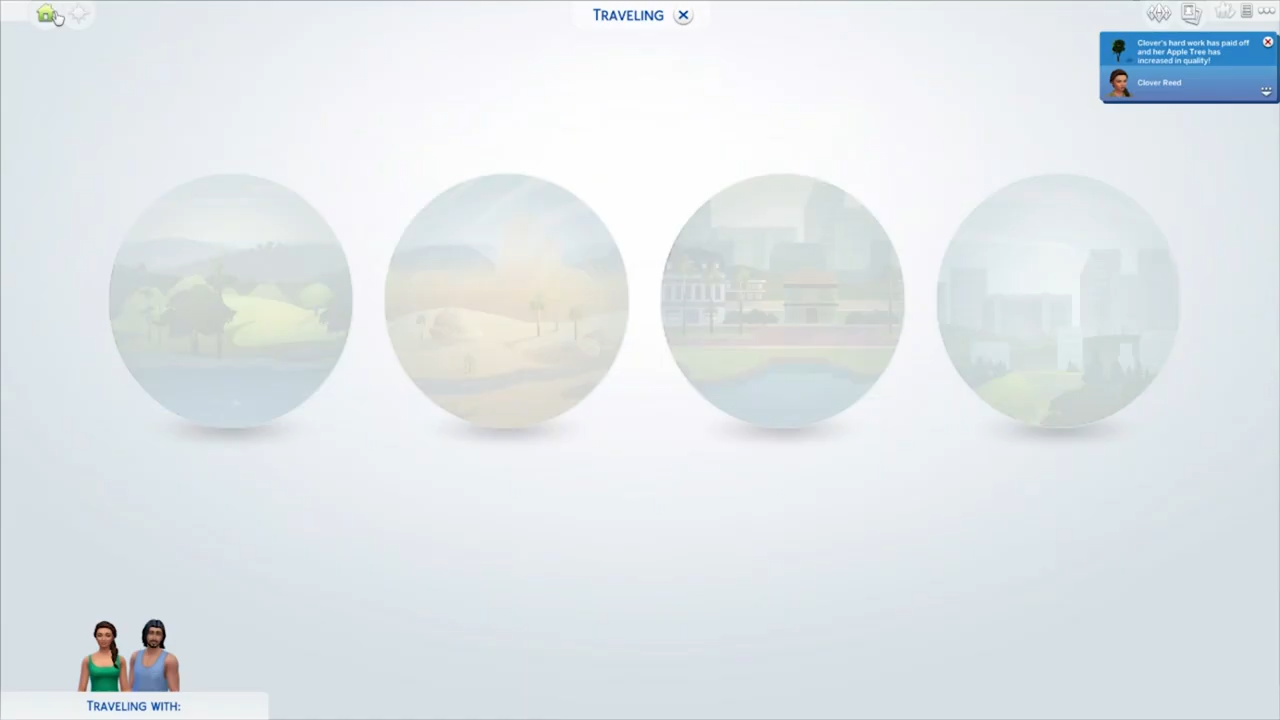 TRAVELING
Clover's hard work has paid off
and her Apple Tree has
increased in quality!
Clover Reed
TRAVELING WITH: